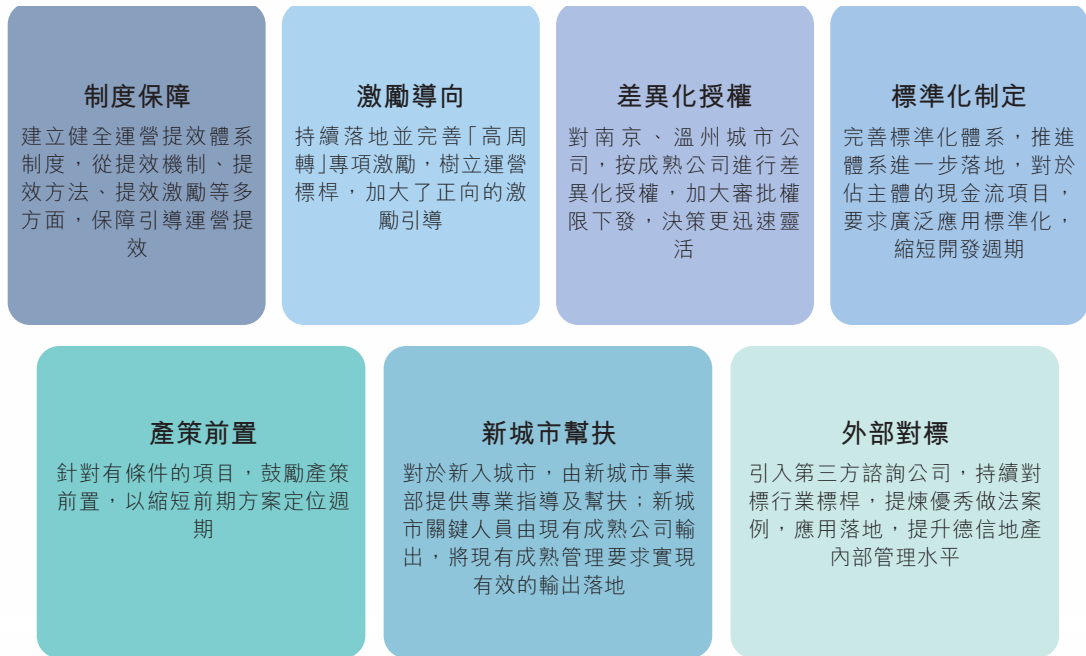 制度保障
建立健全運營提效體系
制度，從提效機制、提
效方法、提效激勵等多
方面，保障引導運營提
效
激勵導向
持續落地並完善「高周
轉」專項激勵，樹立運營
標桿，加大了正向的激
勵引導
差異化授權
對南京、溫州城市公
司，按成熟公司進行差
異化授權，加大審批權
限下發，決策更迅速靈
活
標準化制定
完善標準化體系，推進
體系進一步落地，對於
佔主體的現金流項目，
要求廣泛應用標準化，
縮短開發週期
產策前置
針對有條件的項目，鼓勵產策
前置，以縮短前期方案定位週
期
新城市幫扶
對於新入城市，由新城市事業
部提供專業指導及幫扶；新城
市關鍵人員由現有成熟公司輸
出，將現有成熟管理要求實現
有效的輸出落地
外部對標
引入第三方諮詢公司，持續對
標行業標桿，提煉優秀做法案
例，應用落地，提升德信地產
內部管理水平